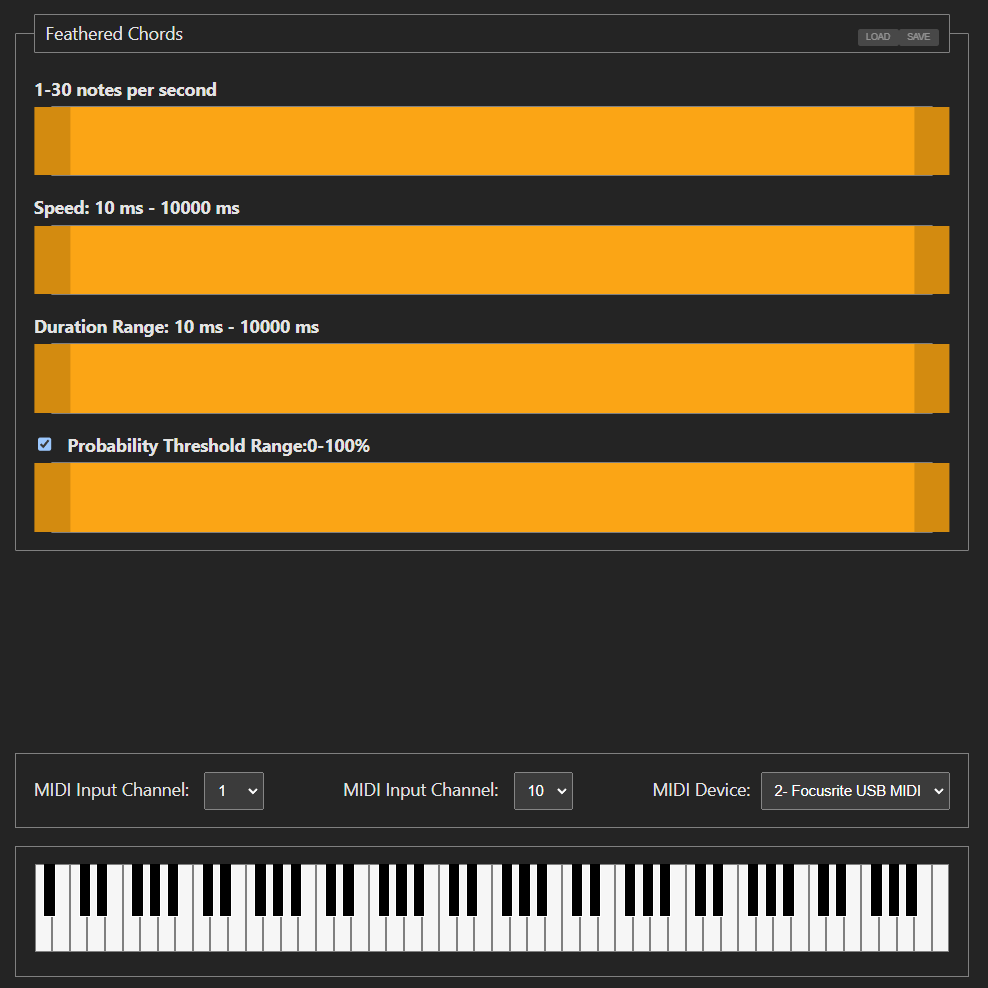 Feathered Chords
LOAD SAVE
1-30 notes per second
Speed: 10 ms - 10000 ms
Duration Range: 10 ms - 10000 ms
Probability Threshold Range:0-100%
MIDI Input Channel: 1 MIDI Input Channel: 10 MIDI Device: 2- Focusrite USB MIDI